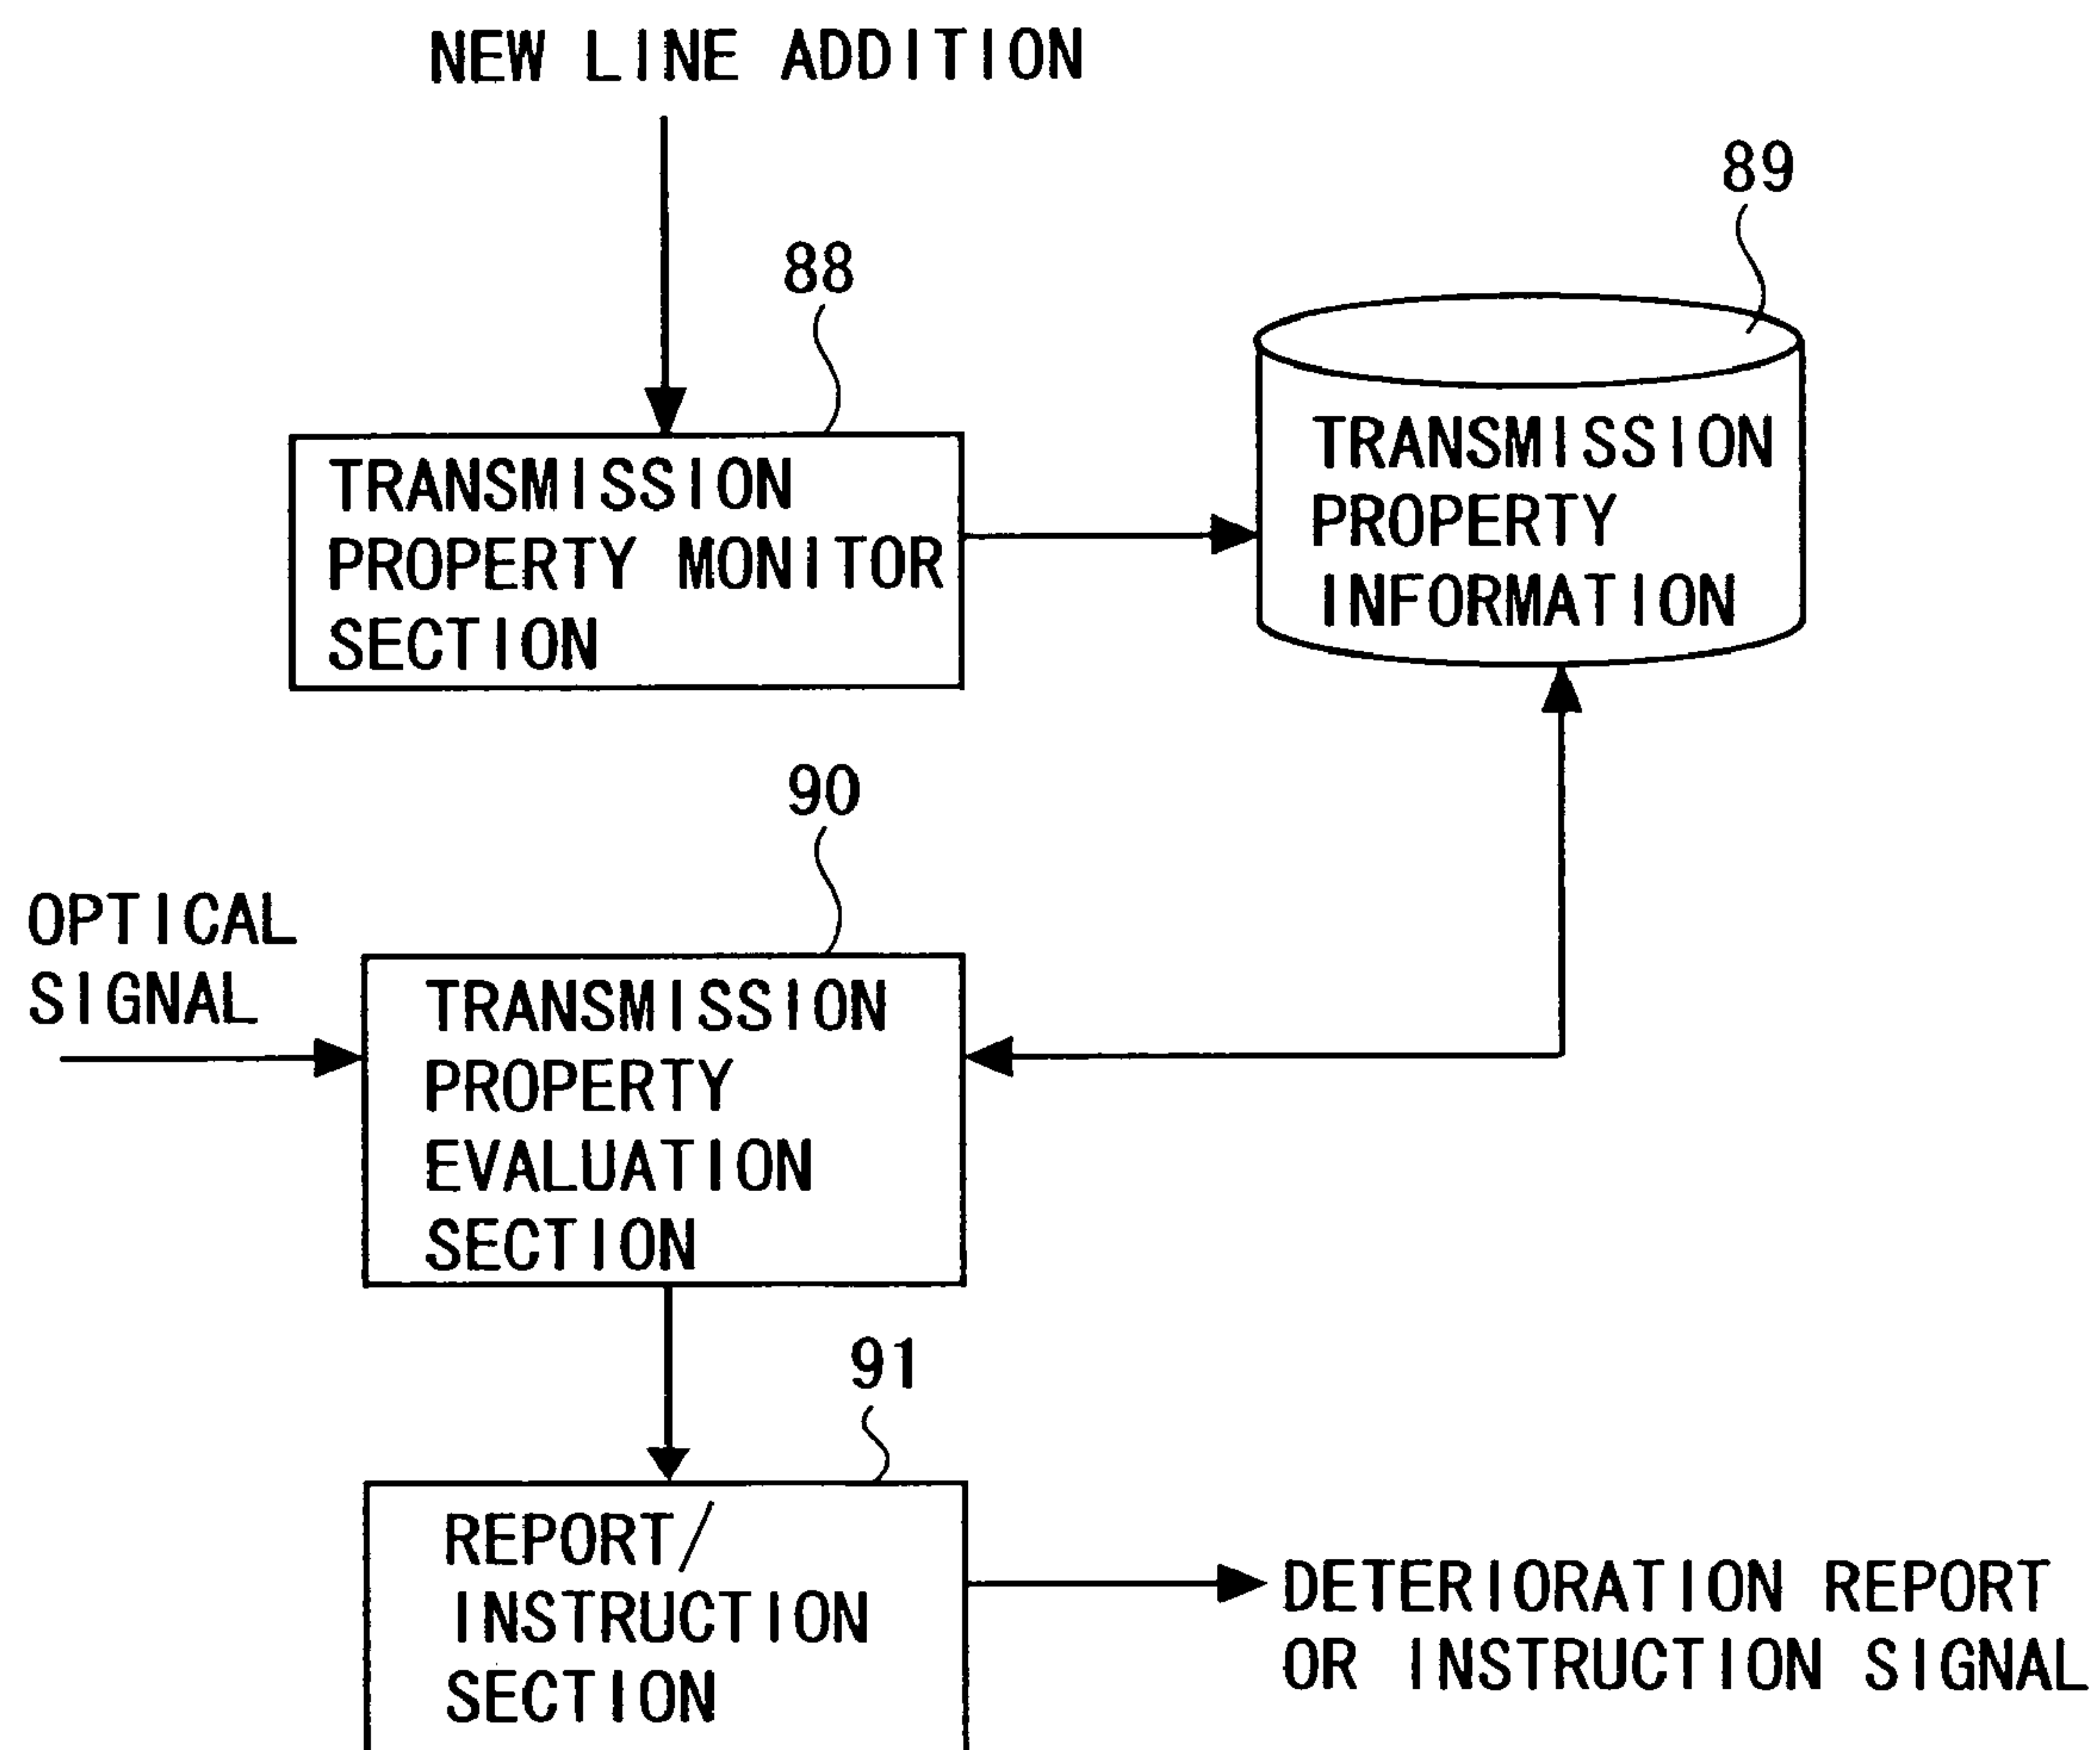 NEW LINE ADDITION
89
88
TRANSMISSION
PROPERTY
INFORMATION
TRANSMISSION
PROPERTY MONITOR
SECTION
90
OPTICAL
SIGNAL
TRANSMISSION
PROPERTY
EVALUATION
SECTION
91
REPORT/
INSTRUCTION
SECTION
DETERIORATION REPORT
OR INSTRUCTION SIGNAL